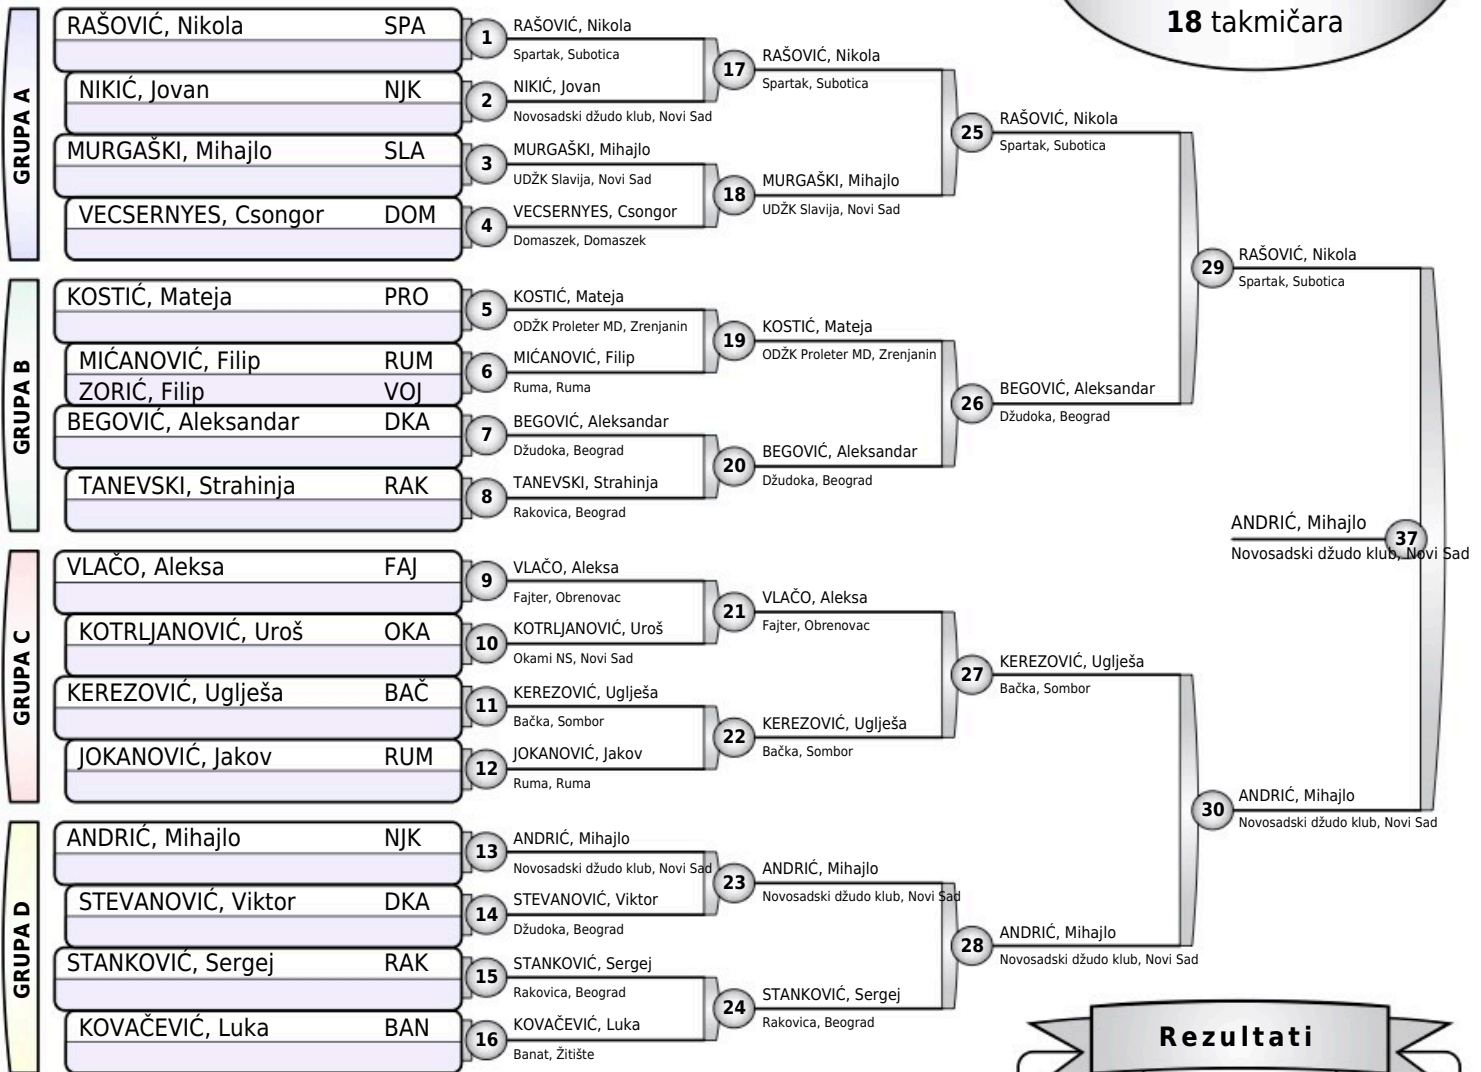 18 takmičara
GRUPA A
RAŠOVIĆ, Nikola SPA
NIKIĆ, Jovan NJK
MURGAŠKI, Mihajlo SLA
VECSERNYES, Csongor DOM
GRUPA B
KOSTIĆ, Mateja PRO
MIĆANOVIĆ, Filip RUM
ZORIĆ, Filip VOJ
BEGOVIĆ, Aleksandar DKA
TANEVSKI, Strahinja RAK
GRUPA C
VLAČO, Aleksa FAJ
KOTRLJANOVIĆ, Uroš OKA
KEREZOVIĆ, Uglješa BAČ
JOKANOVIĆ, Jakov RUM
GRUPA D
ANDRIĆ, Mihajlo NJK
STEVANOVIĆ, Viktor DKA
STANKOVIĆ, Sergej RAK
KOVAČEVIĆ, Luka BAN
1 RAŠOVIĆ, Nikola
Spartak, Subotica
2 NIKIĆ, Jovan
Novosadski džudo klub, Novi Sad
3 MURGAŠKI, Mihajlo
UDŽK Slavija, Novi Sad
4 VECSERNYES, Csongor
Domaszek, Domaszek
5 KOSTIĆ, Mateja
ODŽK Proleter MD, Zrenjanin
6 MIĆANOVIĆ, Filip
Ruma, Ruma
7 BEGOVIĆ, Aleksandar
Džudoka, Beograd
8 TANEVSKI, Strahinja
Rakovica, Beograd
9 VLAČO, Aleksa
Fajter, Obrenovac
10 KOTRLJANOVIĆ, Uroš
Okami NS, Novi Sad
11 KEREZOVIĆ, Uglješa
Bačka, Sombor
12 JOKANOVIĆ, Jakov
Ruma, Ruma
13 ANDRIĆ, Mihajlo
Novosadski džudo klub, Novi Sad
14 STEVANOVIĆ, Viktor
Džudoka, Beograd
15 STANKOVIĆ, Sergej
Rakovica, Beograd
16 KOVAČEVIĆ, Luka
Banat, Žitište
17 RAŠOVIĆ, Nikola
Spartak, Subotica
18 MURGAŠKI, Mihajlo
UDŽK Slavija, Novi Sad
19 KOSTIĆ, Mateja
ODŽK Proleter MD, Zrenjanin
20 BEGOVIĆ, Aleksandar
Džudoka, Beograd
21 VLAČO, Aleksa
Fajter, Obrenovac
22 KEREZOVIĆ, Uglješa
Bačka, Sombor
23 ANDRIĆ, Mihajlo
Novosadski džudo klub, Novi Sad
24 STANKOVIĆ, Sergej
Rakovica, Beograd
25 RAŠOVIĆ, Nikola
Spartak, Subotica
26 BEGOVIĆ, Aleksandar
Džudoka, Beograd
27 KEREZOVIĆ, Uglješa
Bačka, Sombor
28 ANDRIĆ, Mihajlo
Novosadski džudo klub, Novi Sad
29 RAŠOVIĆ, Nikola
Spartak, Subotica
30 ANDRIĆ, Mihajlo
Novosadski džudo klub, Novi Sad
ANDRIĆ, Mihajlo 37
Novosadski džudo klub, Novi Sad
Rezultati